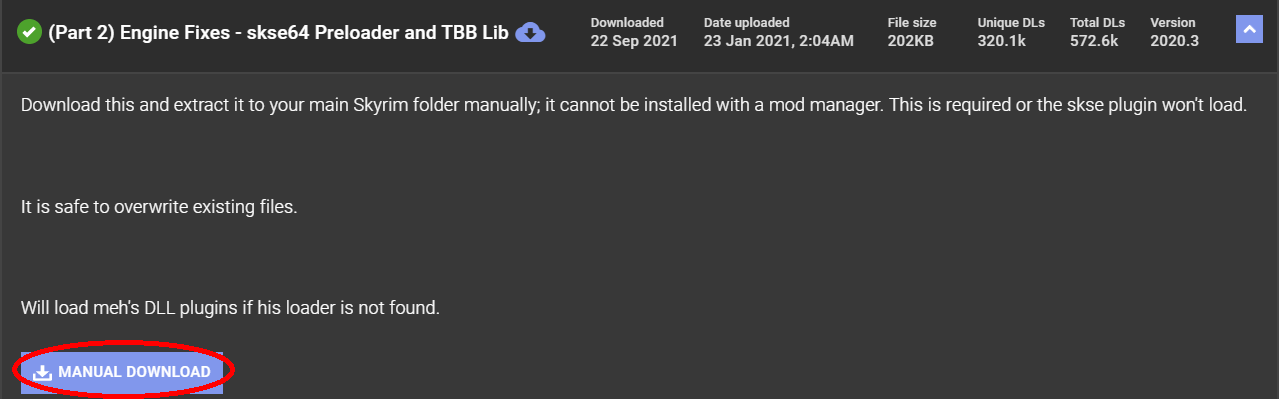 (Part 2) Engine Fixes - skse64 Preloader and TBB Lib
Downloaded
22 Sep 2021
Date uploaded
23 Jan 2021, 2:04AM
File size
202KB
Unique DLs
320.1k
Total DLs
572.6k
Version
2020.3
Download this and extract it to your main Skyrim folder manually; it cannot be installed with a mod manager. This is required or the skse plugin won't load.
It is safe to overwrite existing files.
Will load meh's DLL plugins if his loader is not found.
MANUAL DOWNLOAD